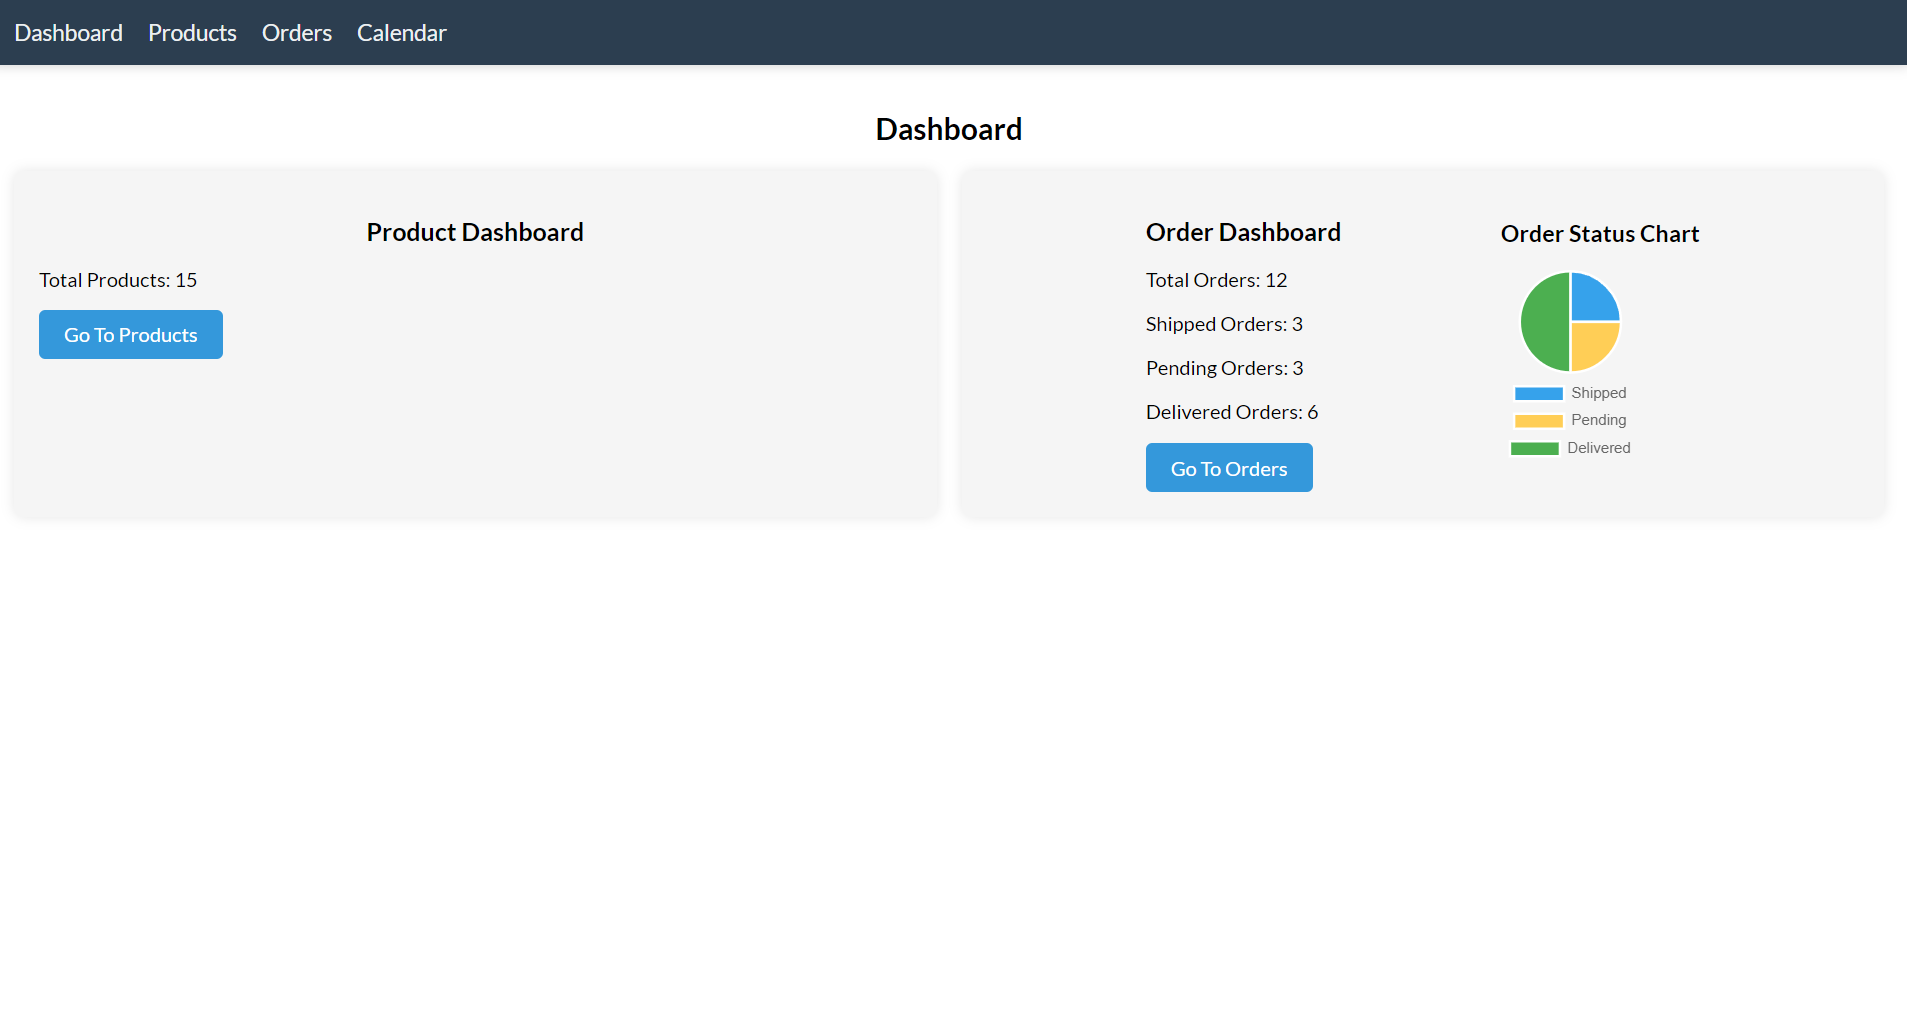 Dashboard Products Orders Calendar
Dashboard
Product Dashboard
Total Products: 15
Go To Products
Order Dashboard
Total Orders: 12
Shipped Orders: 3
Pending Orders: 3
Delivered Orders: 6
Go To Orders
Order Status Chart
Shipped
Pending
Delivered